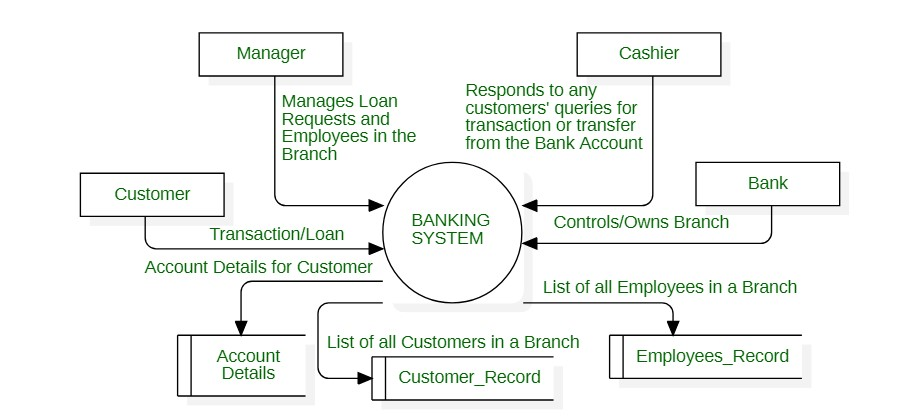 Manager
Cashier
Manages Loan
Requests and
Employees in the
Branch
Responds to any
customers' queries for
transaction or transfer
from the Bank Account
Customer
Bank
BANKING
SYSTEM
Transaction/Loan
Controls/Owns Branch
Account Details for Customer
List of all Employees in a Branch
List of all Customers in a Branch
Account
Details
Customer_Record
Employees_Record